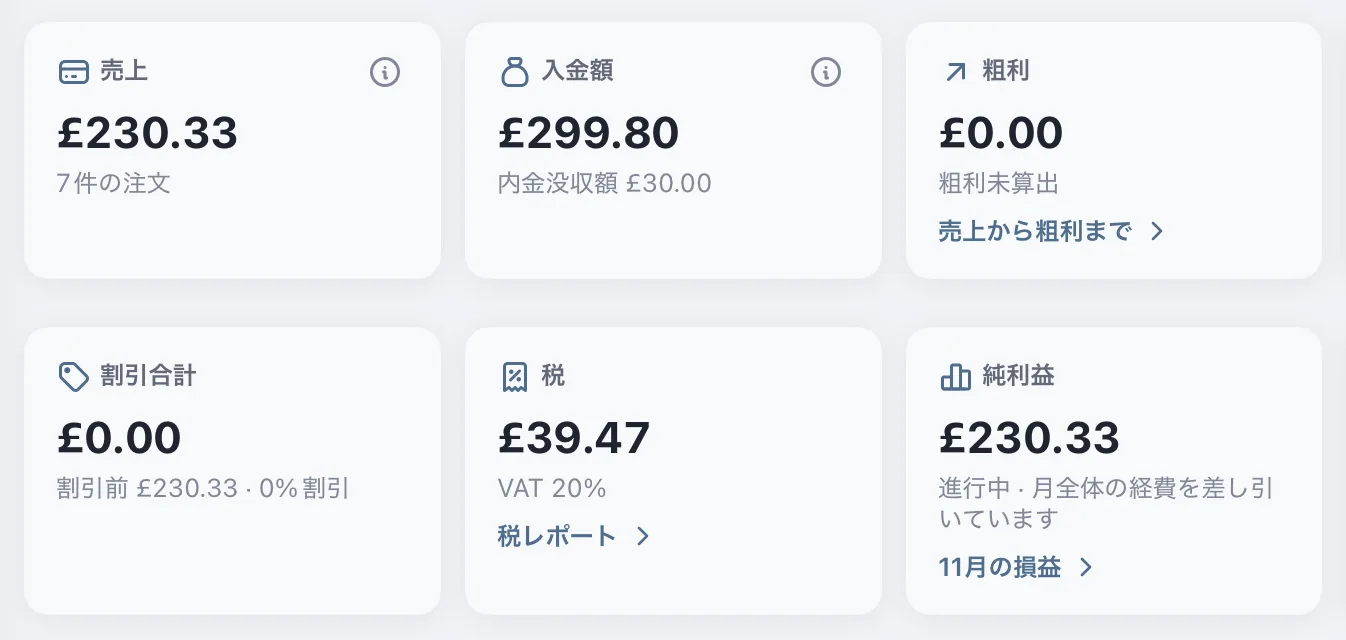 売上
£230.33
7件の注文
入金額
£299.80
内金没収額 £30.00
粗利
£0.00
粗利未算出
売上から粗利まで
割引合計
£0.00
割引前 £230.33 · 0%割引
税
£39.47
VAT 20%
税レポート
純利益
£230.33
進行中 · 月全体の経費を差し引
いています
11月の損益